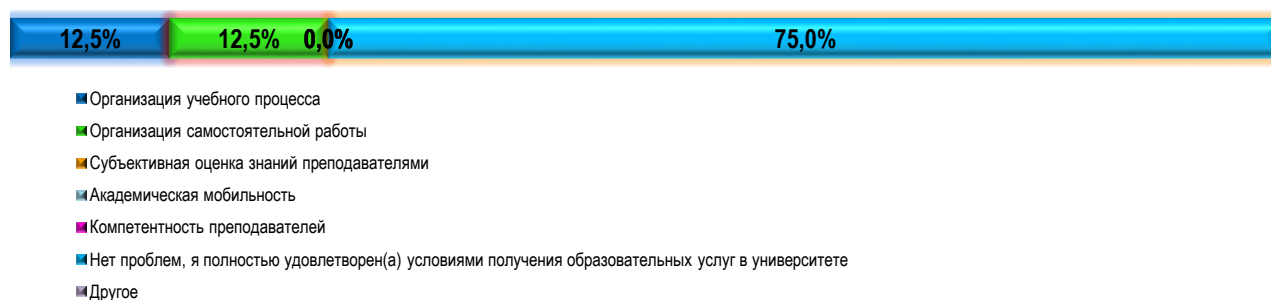 12,5% 12,5% 0,0% 75,0%
Организация учебного процесса
Организация самостоятельной работы
Субъективная оценка знаний преподавателями
Академическая мобильность
Компетентность преподавателей
Нет проблем, я полностью удовлетворен(а) условиями получения образовательных услуг в университете
Другое